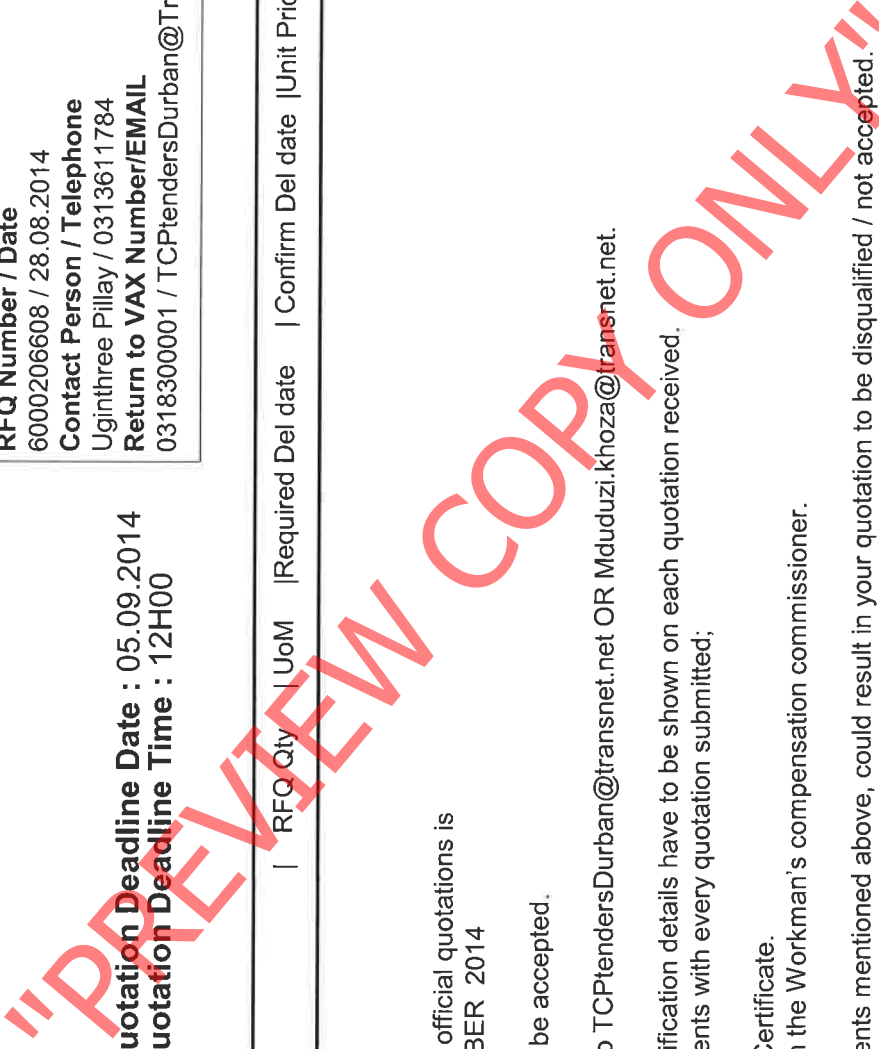 RFQ Number / Date
6000206608 / 28.08.2014
Contact Person / Telephone
Uginthree Pillay / 0313611784
Return to VAX Number/EMAIL
0318300001 / TCPtendersDurban@Tr
uotation Deadline Date : 05.09.2014
uotation Deadline Time : 12H00
| RFQ Qty | UoM |Required Del date | Confirm Del date |Unit Pric
official quotations is
BER 2014
be accepted.
o TCPtendersDurban@transnet.net OR Mduduzi.khoza@transnet.net.
ification details have to be shown on each quotation received.
ents with every quotation submitted;
Certificate.
the Workman's compensation commissioner.
ents mentioned above, could result in your quotation to be disqualified / not accepted.
"PREVIEW COPY ONLY"